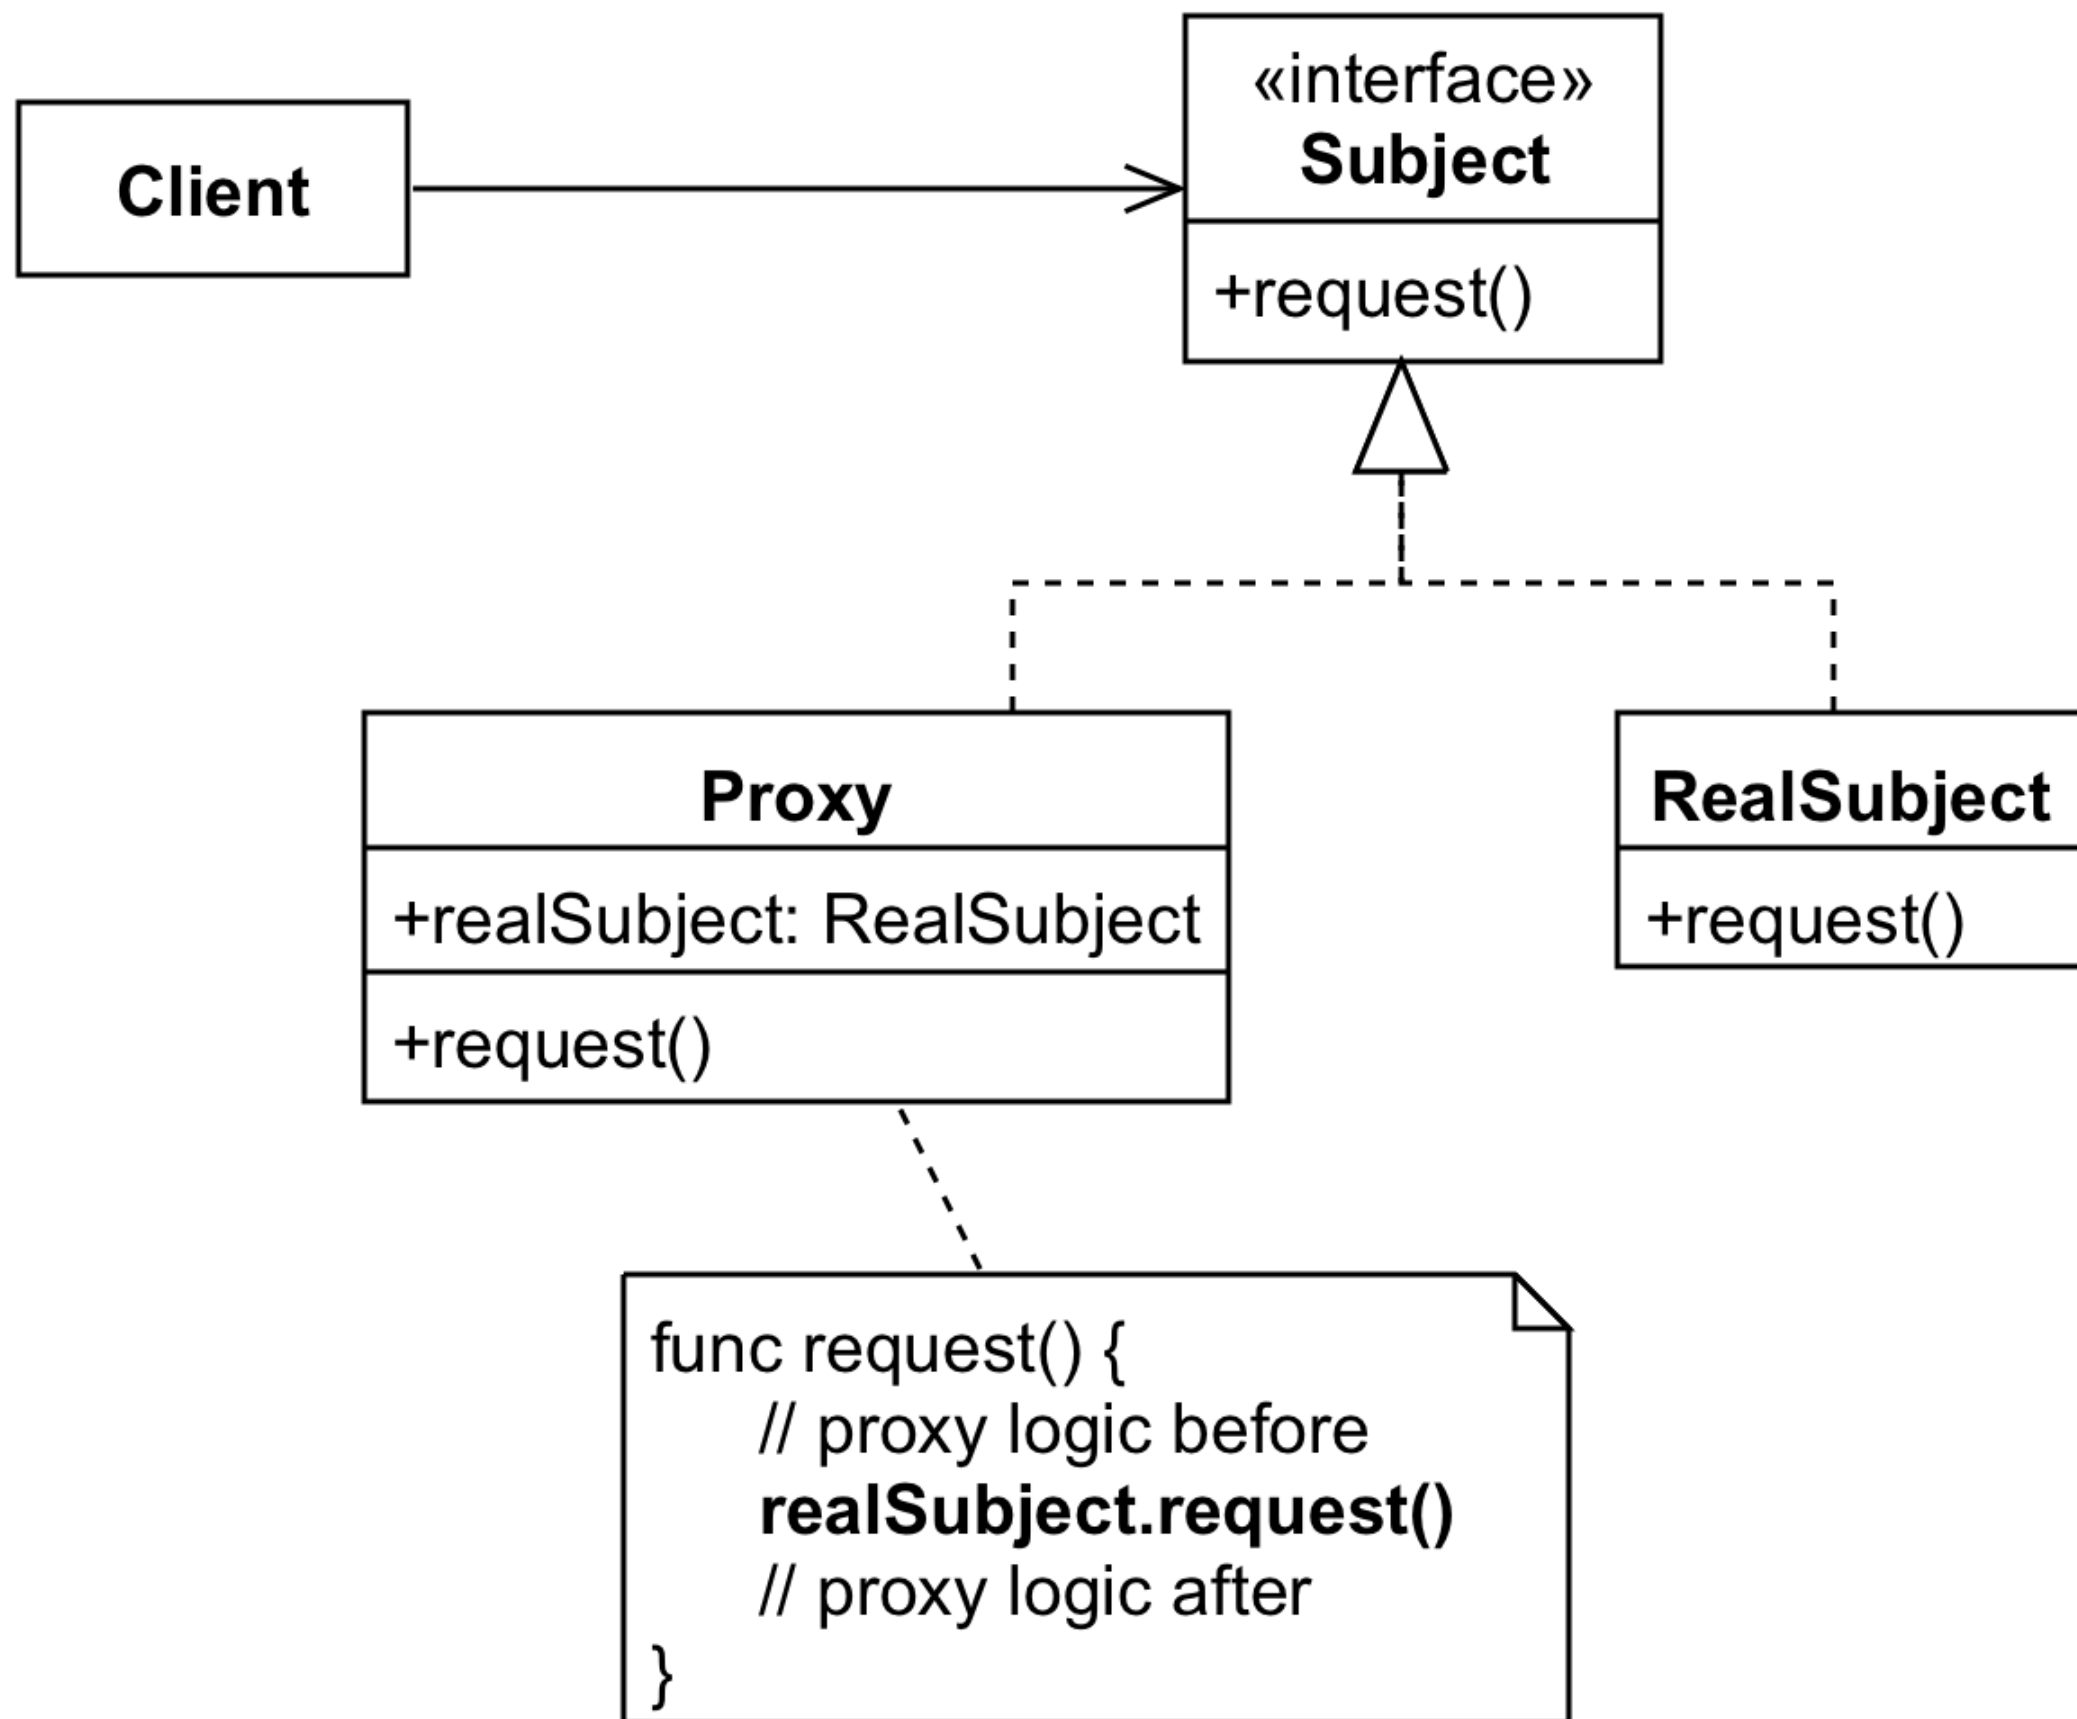 Client
«interface»
Subject
+request()
Proxy
+realSubject: RealSubject
+request()
RealSubject
+request()
func request() {
// proxy logic before
realSubject.request()
// proxy logic after
}